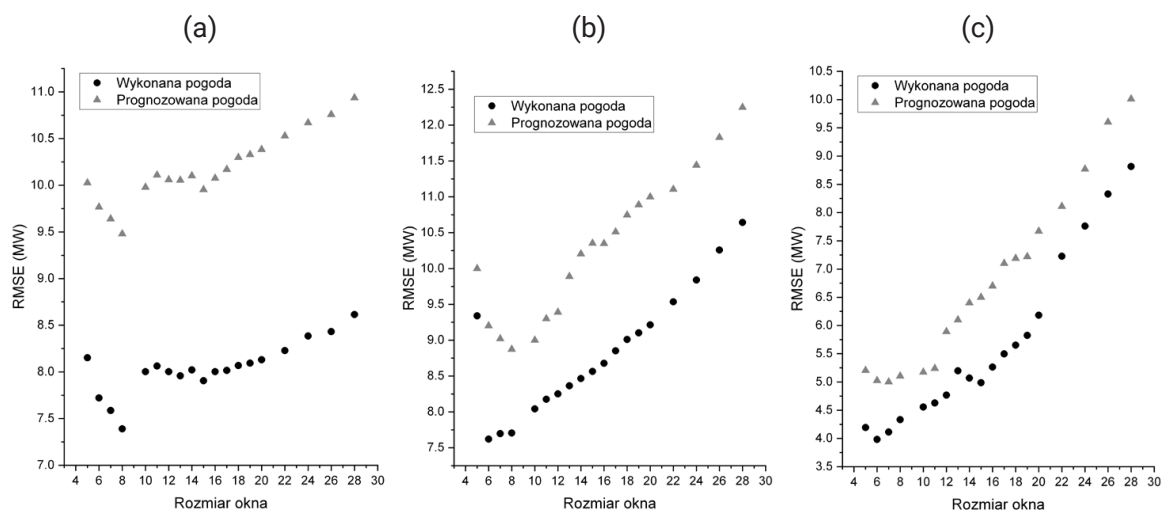 (a)
(b)
(c)
Wykonana pogoda
Prognozowana pogoda
11.0
10.5
10.0
9.5
9.0
8.5
8.0
7.5
7.0
RMSE (MW)
4 6 8 10 12 14 16 18 20 22 24 26 28 30
Rozmiar okna
Wykonana pogoda
Prognozowana pogoda
12.5
12.0
11.5
11.0
10.5
10.0
9.5
9.0
8.5
8.0
7.5
RMSE (MW)
4 6 8 10 12 14 16 18 20 22 24 26 28 30
Rozmiar okna
Wykonana pogoda
Prognozowana pogoda
10.5
10.0
9.5
9.0
8.5
8.0
7.5
7.0
6.5
6.0
5.5
5.0
4.5
4.0
3.5
RMSE (MW)
4 6 8 10 12 14 16 18 20 22 24 26 28 30
Rozmiar okna